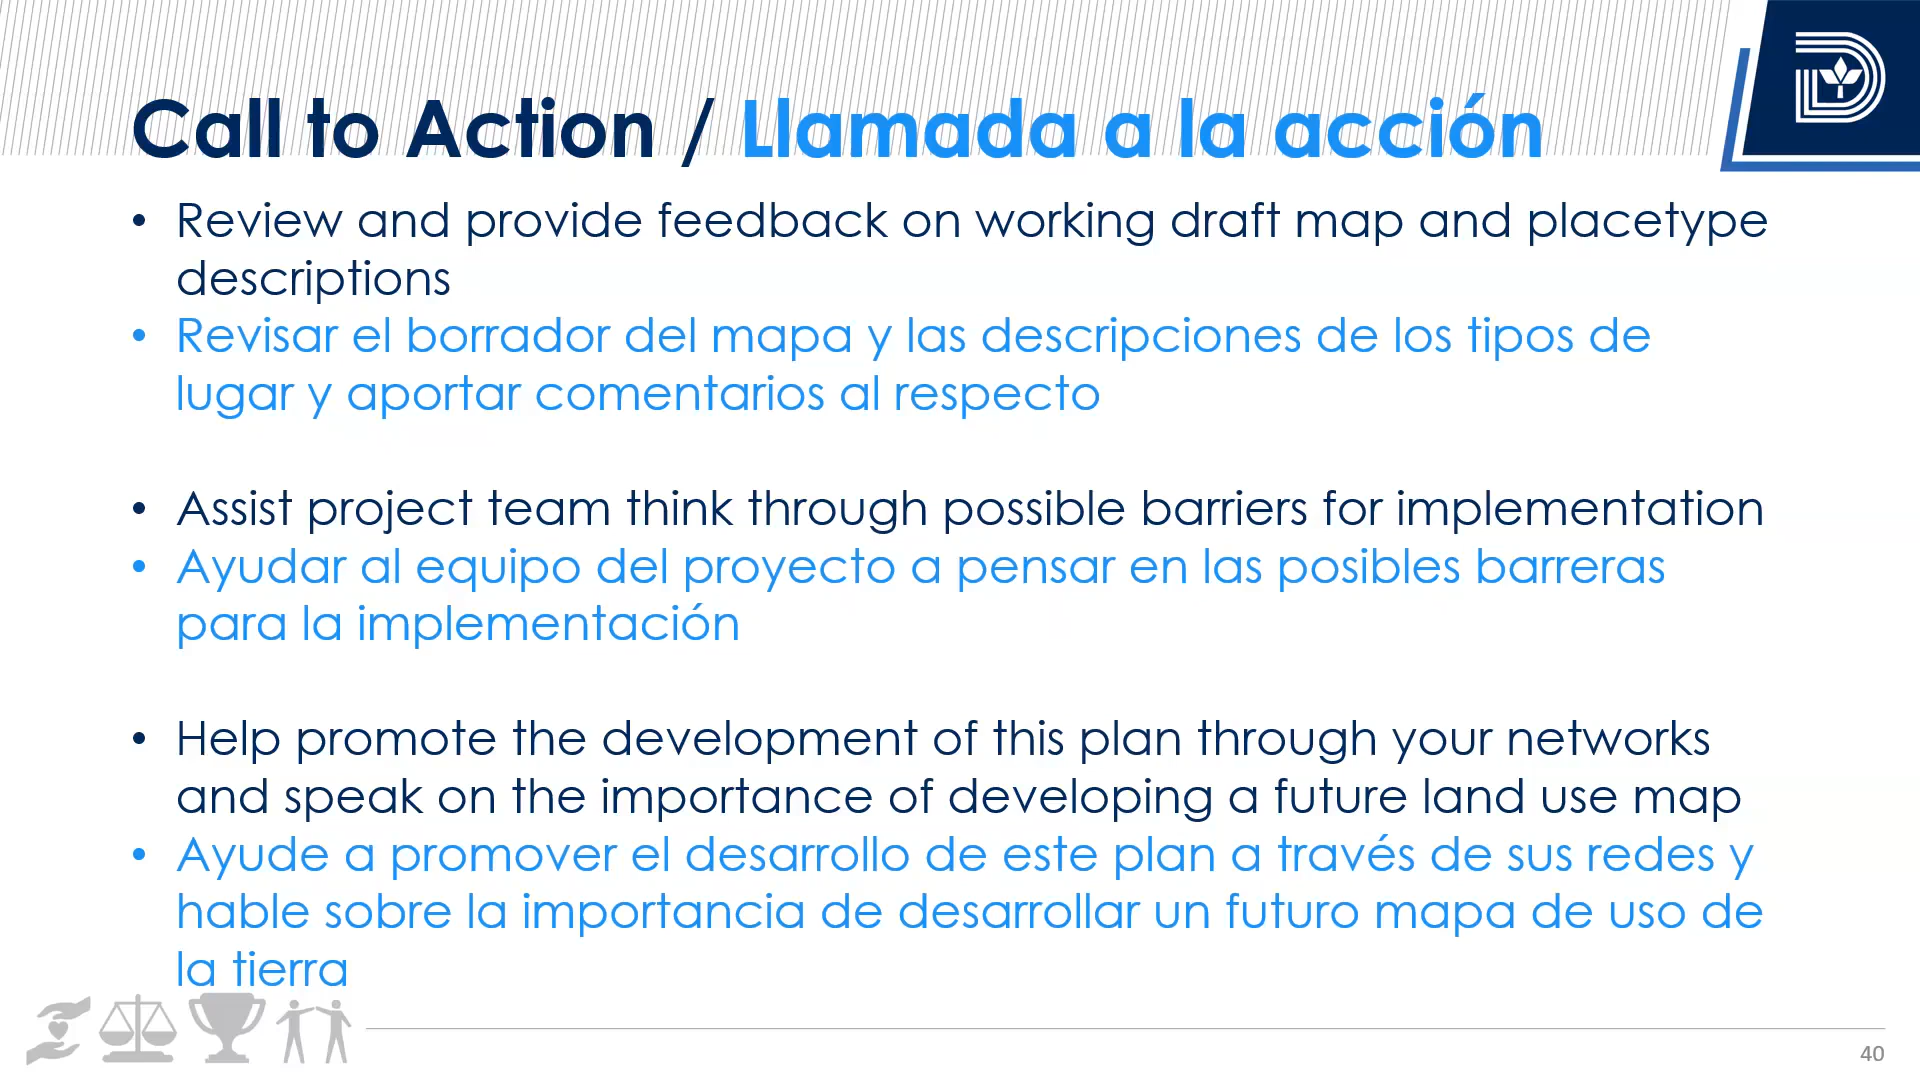 Call to Action / Llamada a la acción
• Review and provide feedback on working draft map and placetype
descriptions
• Revisar el borrador del mapa y las descripciones de los tipos de
lugar y aportar comentarios al respecto
• Assist project team think through possible barriers for implementation
• Ayudar al equipo del proyecto a pensar en las posibles barreras
para la implementación
• Help promote the development of this plan through your networks
and speak on the importance of developing a future land use map
• Ayude a promover el desarrollo de este plan a través de sus redes y
hable sobre la importancia de desarrollar un futuro mapa de uso de
la tierra
40